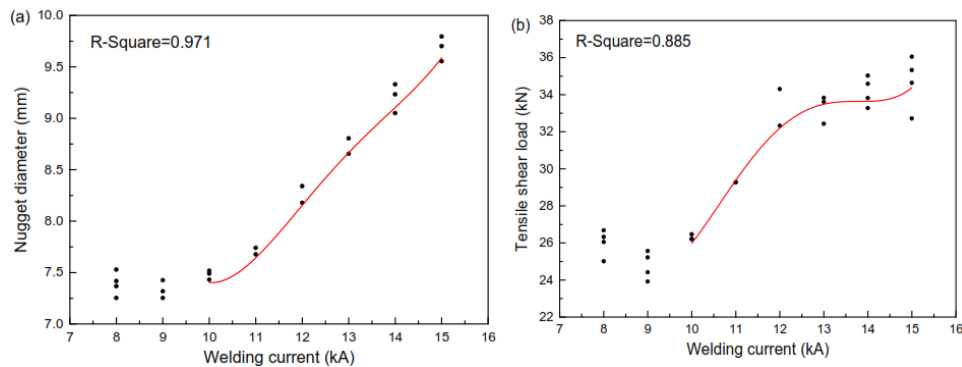 (a)
R-Square=0.971
Nugget diameter (mm)
10.0
9.5
9.0
8.5
8.0
7.5
7.0
7 8 9 10 11 12 13 14 15 16
Welding current (kA)
(b)
R-Square=0.885
Tensile shear load (kN)
38
36
34
32
30
28
26
24
22
7 8 9 10 11 12 13 14 15 16
Welding current (kA)